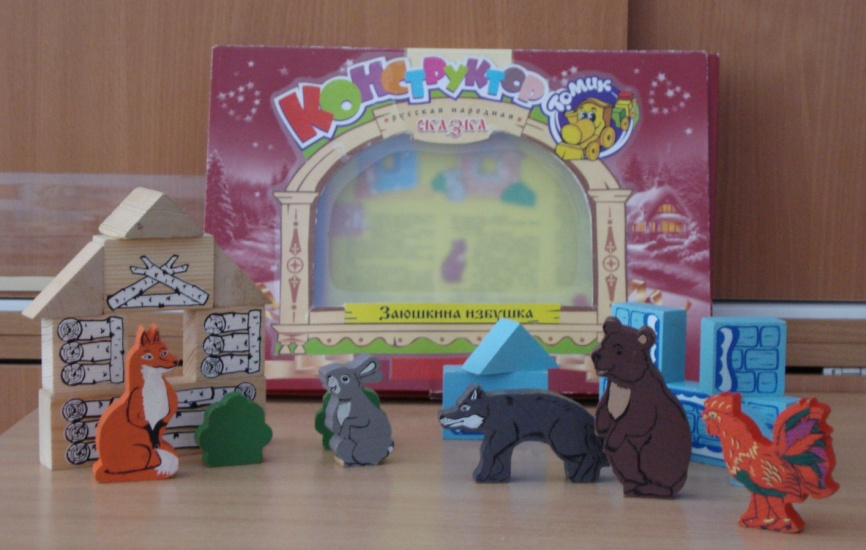 Конструктор
Томик
русская народная
сказка
Заюшкина избушка